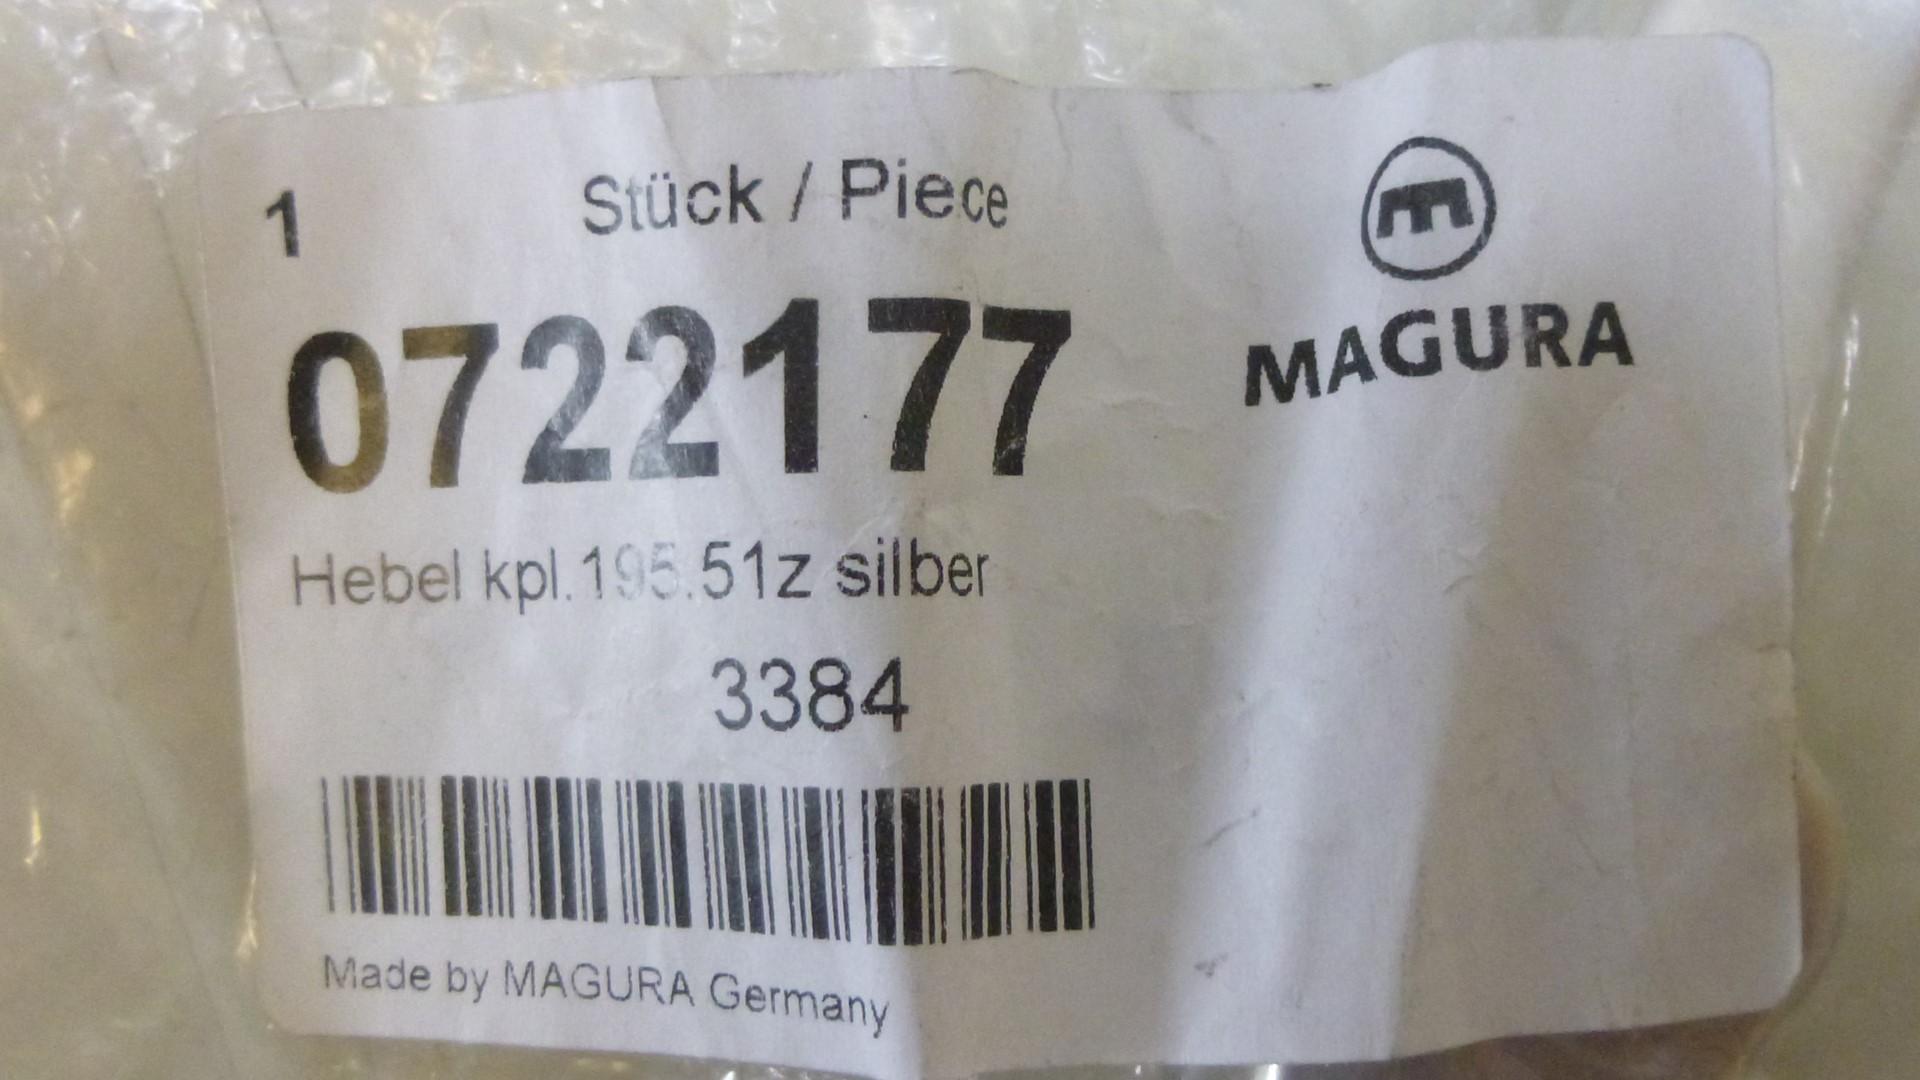 1 Stück / Piece
MAGURA
0722177
Hebel kpl.195.51z silber
3384
Made by MAGURA Germany